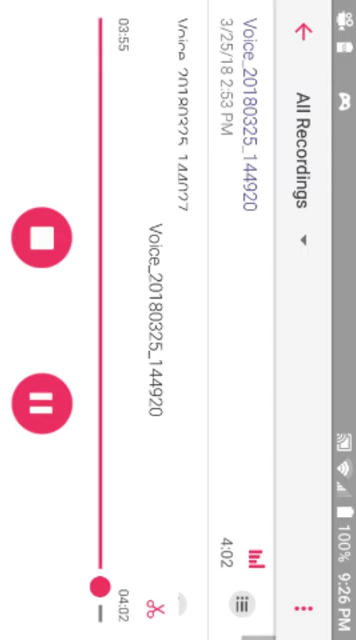 100% 9:26 PM
All Recordings
Voice_20180325_144920
3/25/18 2:53 PM
4:02
Voice_20180325_144027
Voice_20180325_144920
03:55
04:02